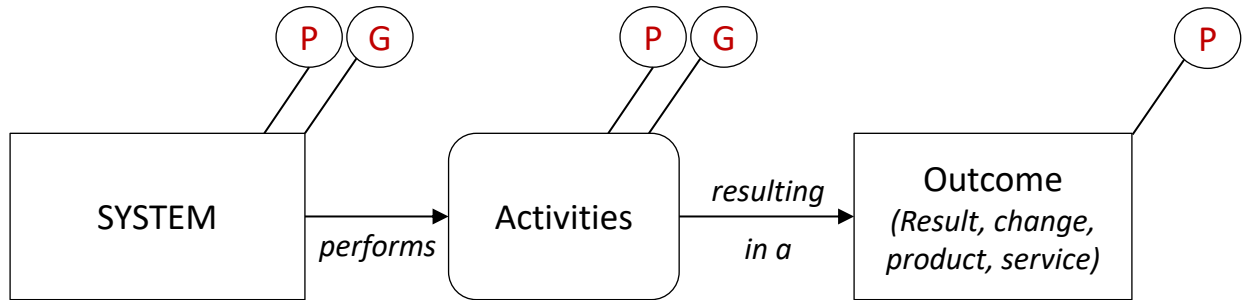 P G
P G
P
SYSTEM
performs
Activities
resulting
in a
Outcome
(Result, change,
product, service)